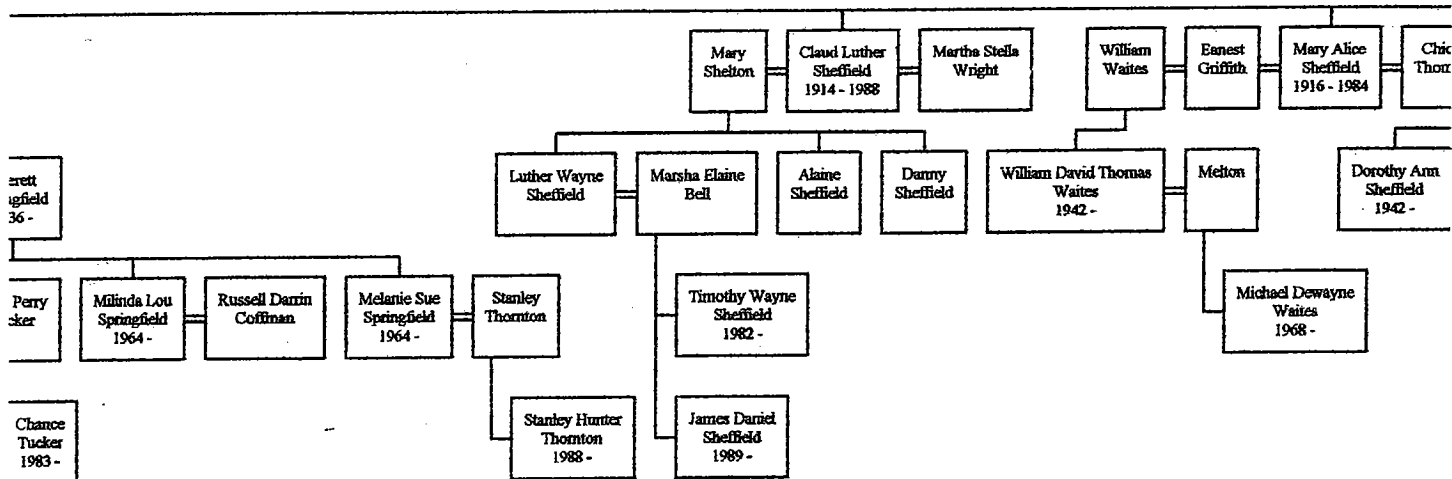 Mary
Shelton
Claud Luther
Sheffield
1914 - 1988
Martha Stella
Wright
William
Waites
Earnest
Griffith
Mary Alice
Sheffield
1916 - 1984
Luther Wayne
Sheffield
Marsha Elaine
Bell
Alaine
Sheffield
Danny
Sheffield
William David Thomas
Waites
1942 -
Melton
Dorothy Ann
Sheffield
1942 -
Perry
Milinda Lou
Springfield
1964 -
Russell Darrin
Coffman
Melanie Sue
Springfield
1964 -
Stanley
Thornton
Timothy Wayne
Sheffield
1982 -
Michael Dewayne
Waites
1968 -
Chance
Tucker
1983 -
Stanley Hunter
Thornton
1988 -
James Daniel
Sheffield
1989 -